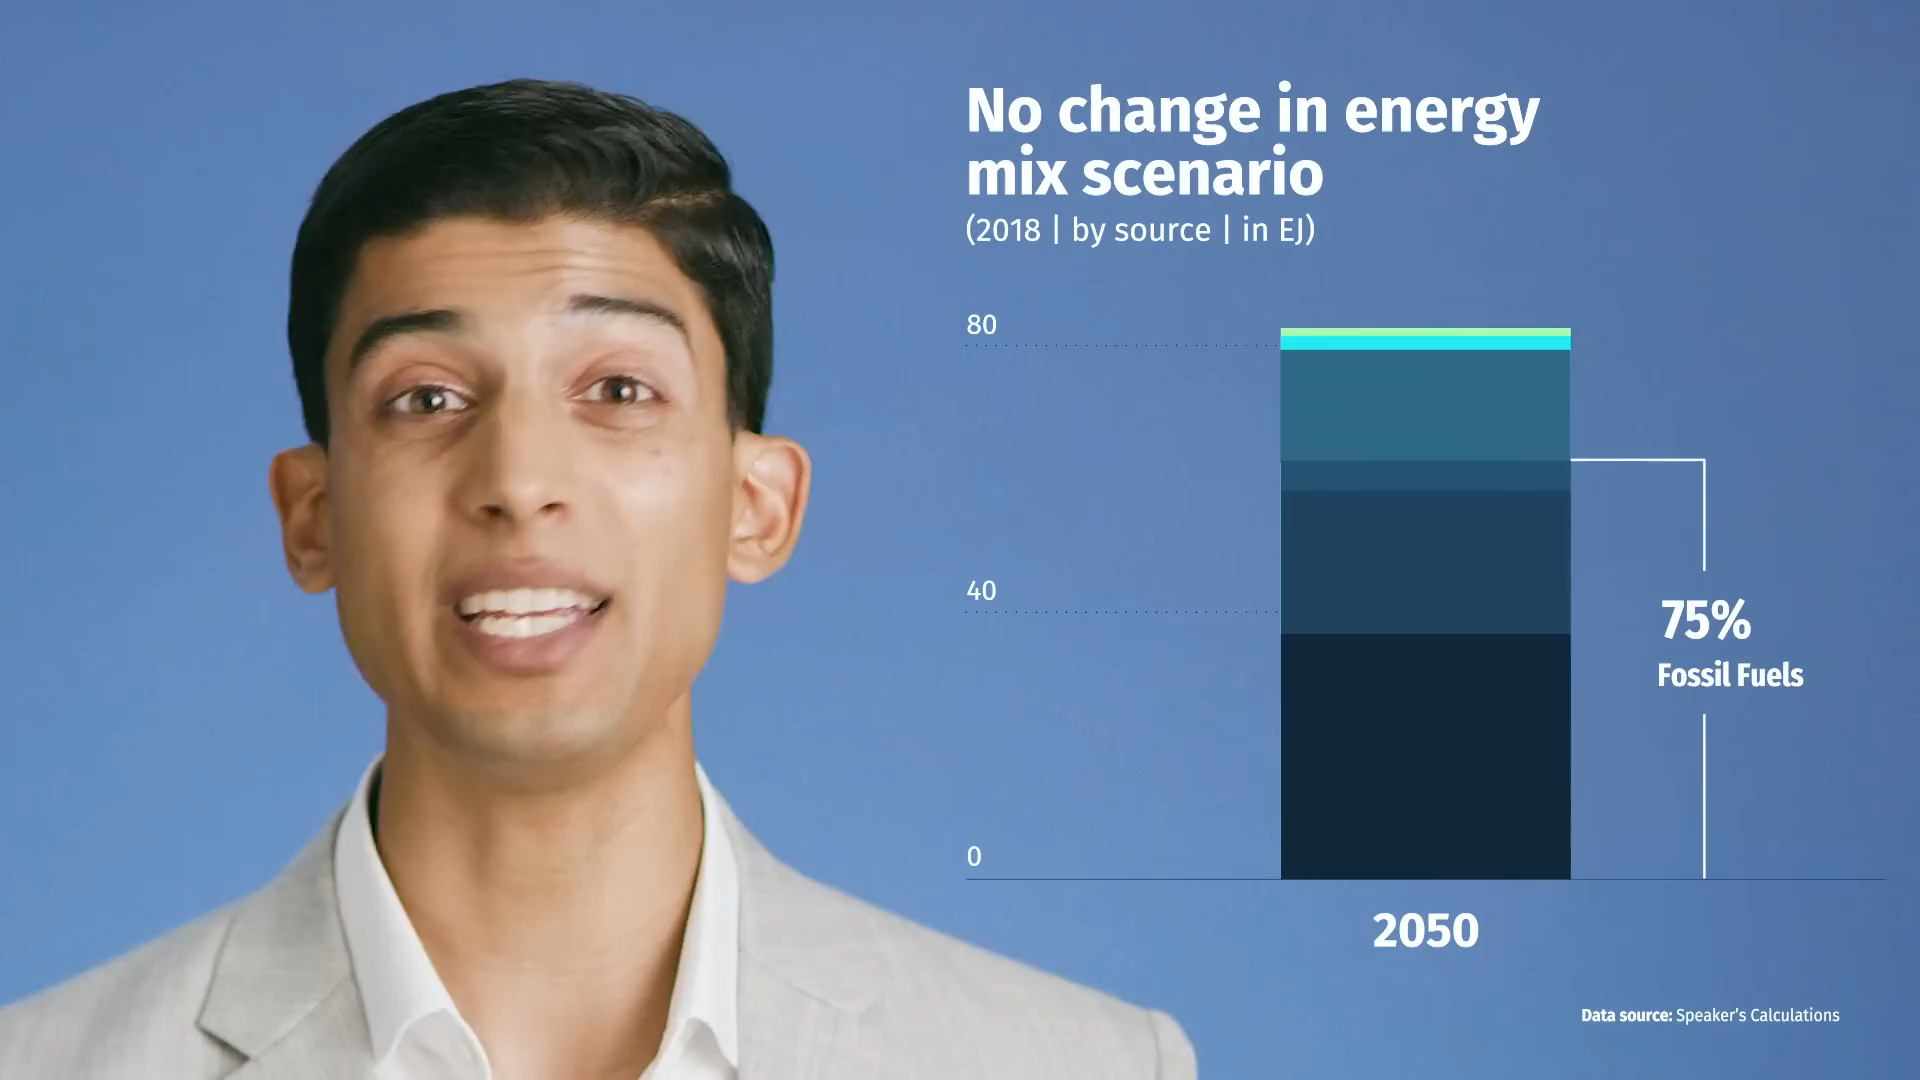 No change in energy
mix scenario
(2018 | by source | in EJ)
80
40
0
75%
Fossil Fuels
2050
Data source: Speaker's Calculations